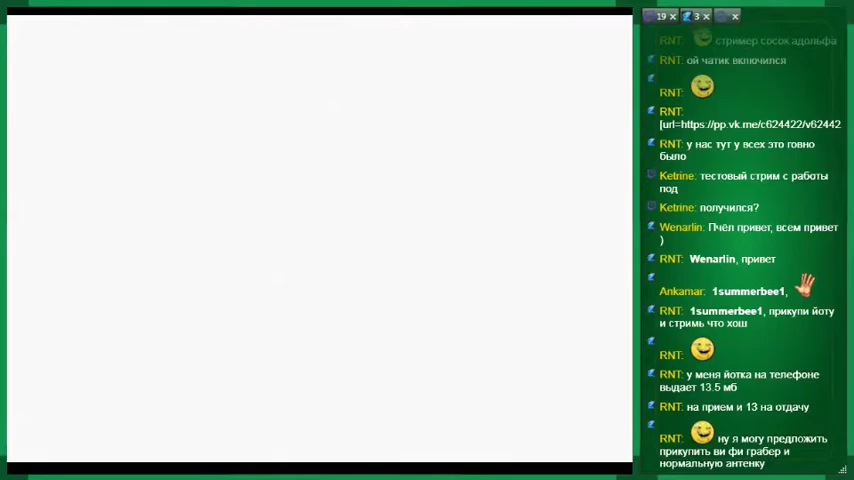 19 x 3 x x
RNT: стример сосок адольфа
RNT: ой чатик включился
RNT:
RNT:
[url=https://pp.vk.me/c624422/v62442
RNT: у нас тут у всех это говно
было
Ketrine: тестовый стрим с работы
под
Ketrine: получился?
Wenarlin: Пчёл привет, всем привет
)
RNT: Wenarlin, привет
Ankamar: 1summerbee1,
RNT: 1summerbee1, прикупи йоту
и стримь что хош
RNT:
RNT: у меня йотка на телефоне
выдает 13.5 мб
RNT: на прием и 13 на отдачу
RNT: ну я могу предложить
прикупить ви фи грабер и
нормальную антенку